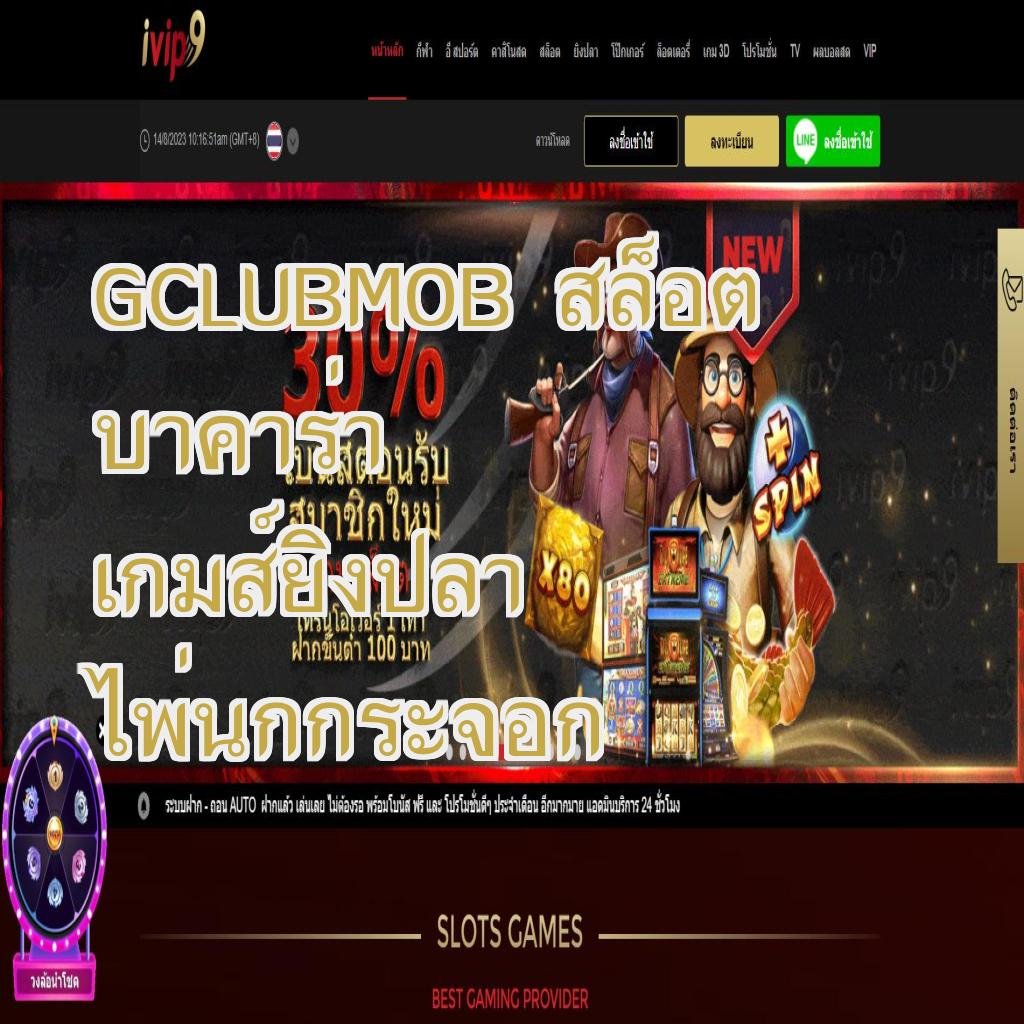 ivip9
หน้าหลัก กีฬา อี สปอร์ต คาสิโนสด สล็อต ยิงปลา โป๊กเกอร์ ล็อตเตอรี่ เกม 3D โปรโมชั่น TV ผลบอลสด VIP
14/8/2023 10:16:51am (GMT+8)
ดาวน์โหลด ลงชื่อเข้าใช้ ลงทะเบียน LINE ลงชื่อเข้าใช้
NEW
GCLUBMOB สล็อต
30%
บาคาร่า
โบนัสต้อนรับ
สมาชิกใหม่
เกมส์ยิงปลา
ฝากขั้นต่ำ 100 บาท
ไพ่นกกระจอก
+ SPIN
X80
EXTREME
ติดต่อเรา
ระบบฝาก - ถอน AUTO ฝากแล้ว เล่นเลย ไม่ต้องรอ พร้อมโบนัส ฟรี และ โปรโมชั่นดีๆ ประจำเดือน อีกมากมาย แอดมินบริการ 24 ชั่วโมง
SLOTS GAMES
วงล้อนำโชค
BEST GAMING PROVIDER